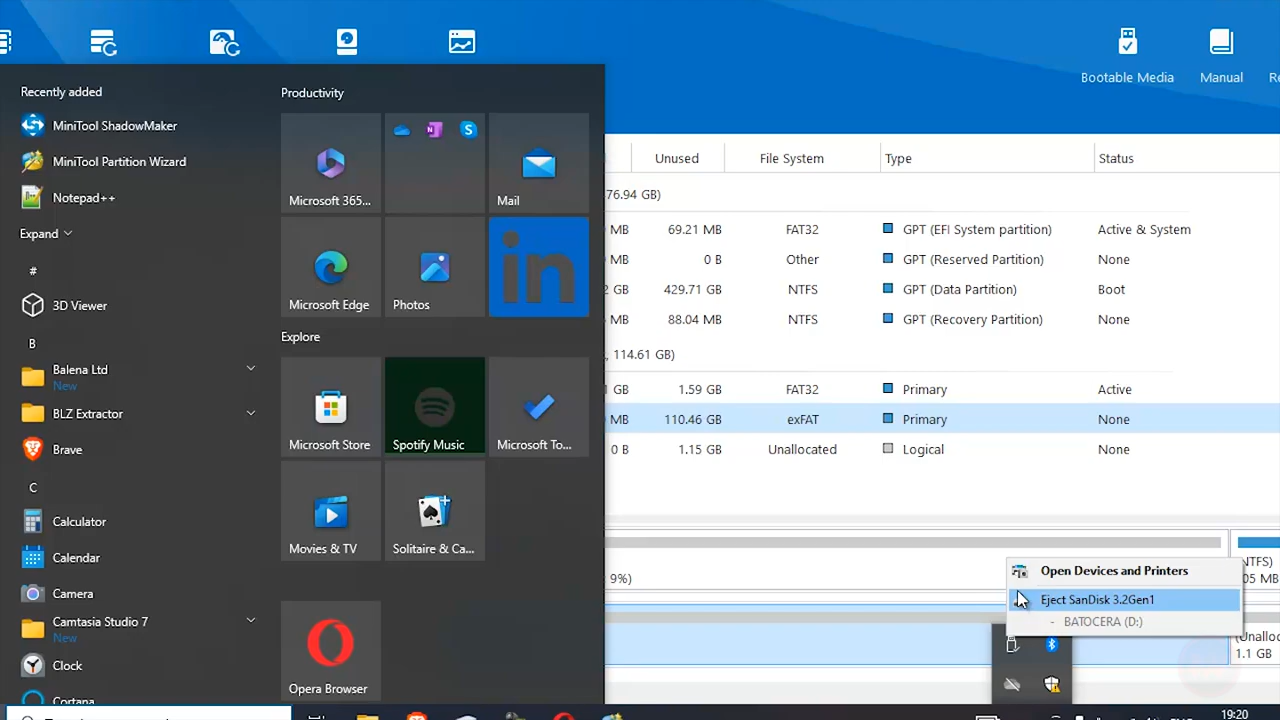 Bootable Media
Manual
Recently added
MiniTool ShadowMaker
MiniTool Partition Wizard
Notepad++
Expand
#
3D Viewer
B
Balena Ltd
New
BLZ Extractor
Brave
C
Calculator
Calendar
Camera
Camtasia Studio 7
New
Clock
Cortana
Productivity
Microsoft 365...
Mail
Microsoft Edge
Photos
in
Explore
Microsoft Store
Spotify Music
Microsoft To...
Movies & TV
Solitaire & Ca...
Opera Browser
Unused File System Type Status
76.94 GB)
MB 69.21 MB FAT32 GPT (EFI System partition) Active & System
MB 0 B Other GPT (Reserved Partition) None
GB 429.71 GB NTFS GPT (Data Partition) Boot
MB 88.04 MB NTFS GPT (Recovery Partition) None
, 114.61 GB)
GB 1.59 GB FAT32 Primary Active
MB 110.46 GB exFAT Primary None
0 B 1.15 GB Unallocated Logical None
9%)
Open Devices and Printers
Eject SanDisk 3.2Gen1
- BATOCERA (D:)
1.1 GB
19:20